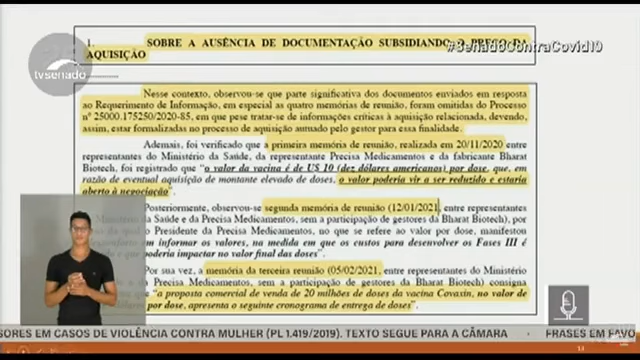 1. SOBRE A AUSÊNCIA DE DOCUMENTAÇÃO SUBSIDIANDO O PREÇO DA
AQUISIÇÃO
#SenadoContraCovid19
tvsenado
Nesse contexto, observou-se que parte significativa dos documentos enviados em resposta
ao Requerimento de Informação, em especial as quatro memórias de reunião, foram omitidas do Processo
nº 25000.175250/2020-85, em que pese tratar-se de informações críticas à aquisição relacionada, devendo,
assim, estar formalizadas no processo de aquisição autuado pelo gestor para essa finalidade.
Ademais, foi verificado que a primeira memória de reunião, realizada em 20/11/2020 entre
representantes do Ministério da Saúde, da representante Precisa Medicamentos e da fabricante Bharat
Biotech, foi registrado que "o valor da vacina é de U$ 10 (dez dólares americanos) por dose, que, em
razão de eventual aquisição de montante elevado de doses, o valor poderia vir a ser reduzido e estaria
aberto à negociação"
Posteriormente, observou-se segunda memória de reunião (12/01/2021, entre representantes
Ministério da Saúde e da Precisa Medicamentos, sem a participação de gestores da Bharat Biotech), por
qual o Presidente da Precisa Medicamentos, no que se refere ao valor por dose, manifestou
em informar os valores, na medida em que os custos para desenvolver os Fases III é
e que poderia impactar no valor final das doses"
Por sua vez, a memória da terceira reunião (05/02/2021, entre representantes do Ministério
da Precisa Medicamentos, sem a participação de gestores da Bharat Biotech) consigna
que "a proposta comercial de venda de 20 milhões de doses da vacina Covaxin, no valor de
por dose, apresenta o seguinte cronograma de entrega de doses"
SORES EM CASOS DE VIOLÊNCIA CONTRA MULHER (PL 1.419/2019). TEXTO SEGUE PARA A CÂMARA FRASES EM FAVO
13